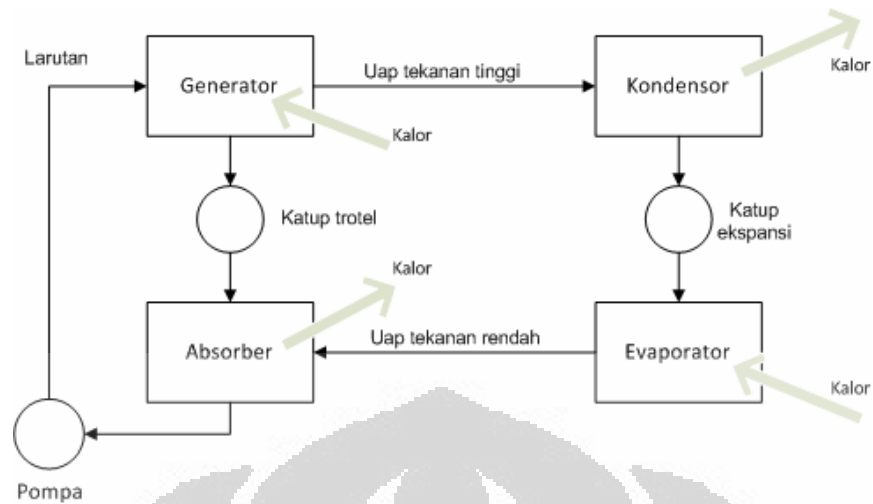 Larutan
Generator
Uap tekanan tinggi
Kondensor
Kalor
Kalor
Katup trotel
Katup
ekspansi
Kalor
Absorber
Uap tekanan rendah
Evaporator
Kalor
Pompa